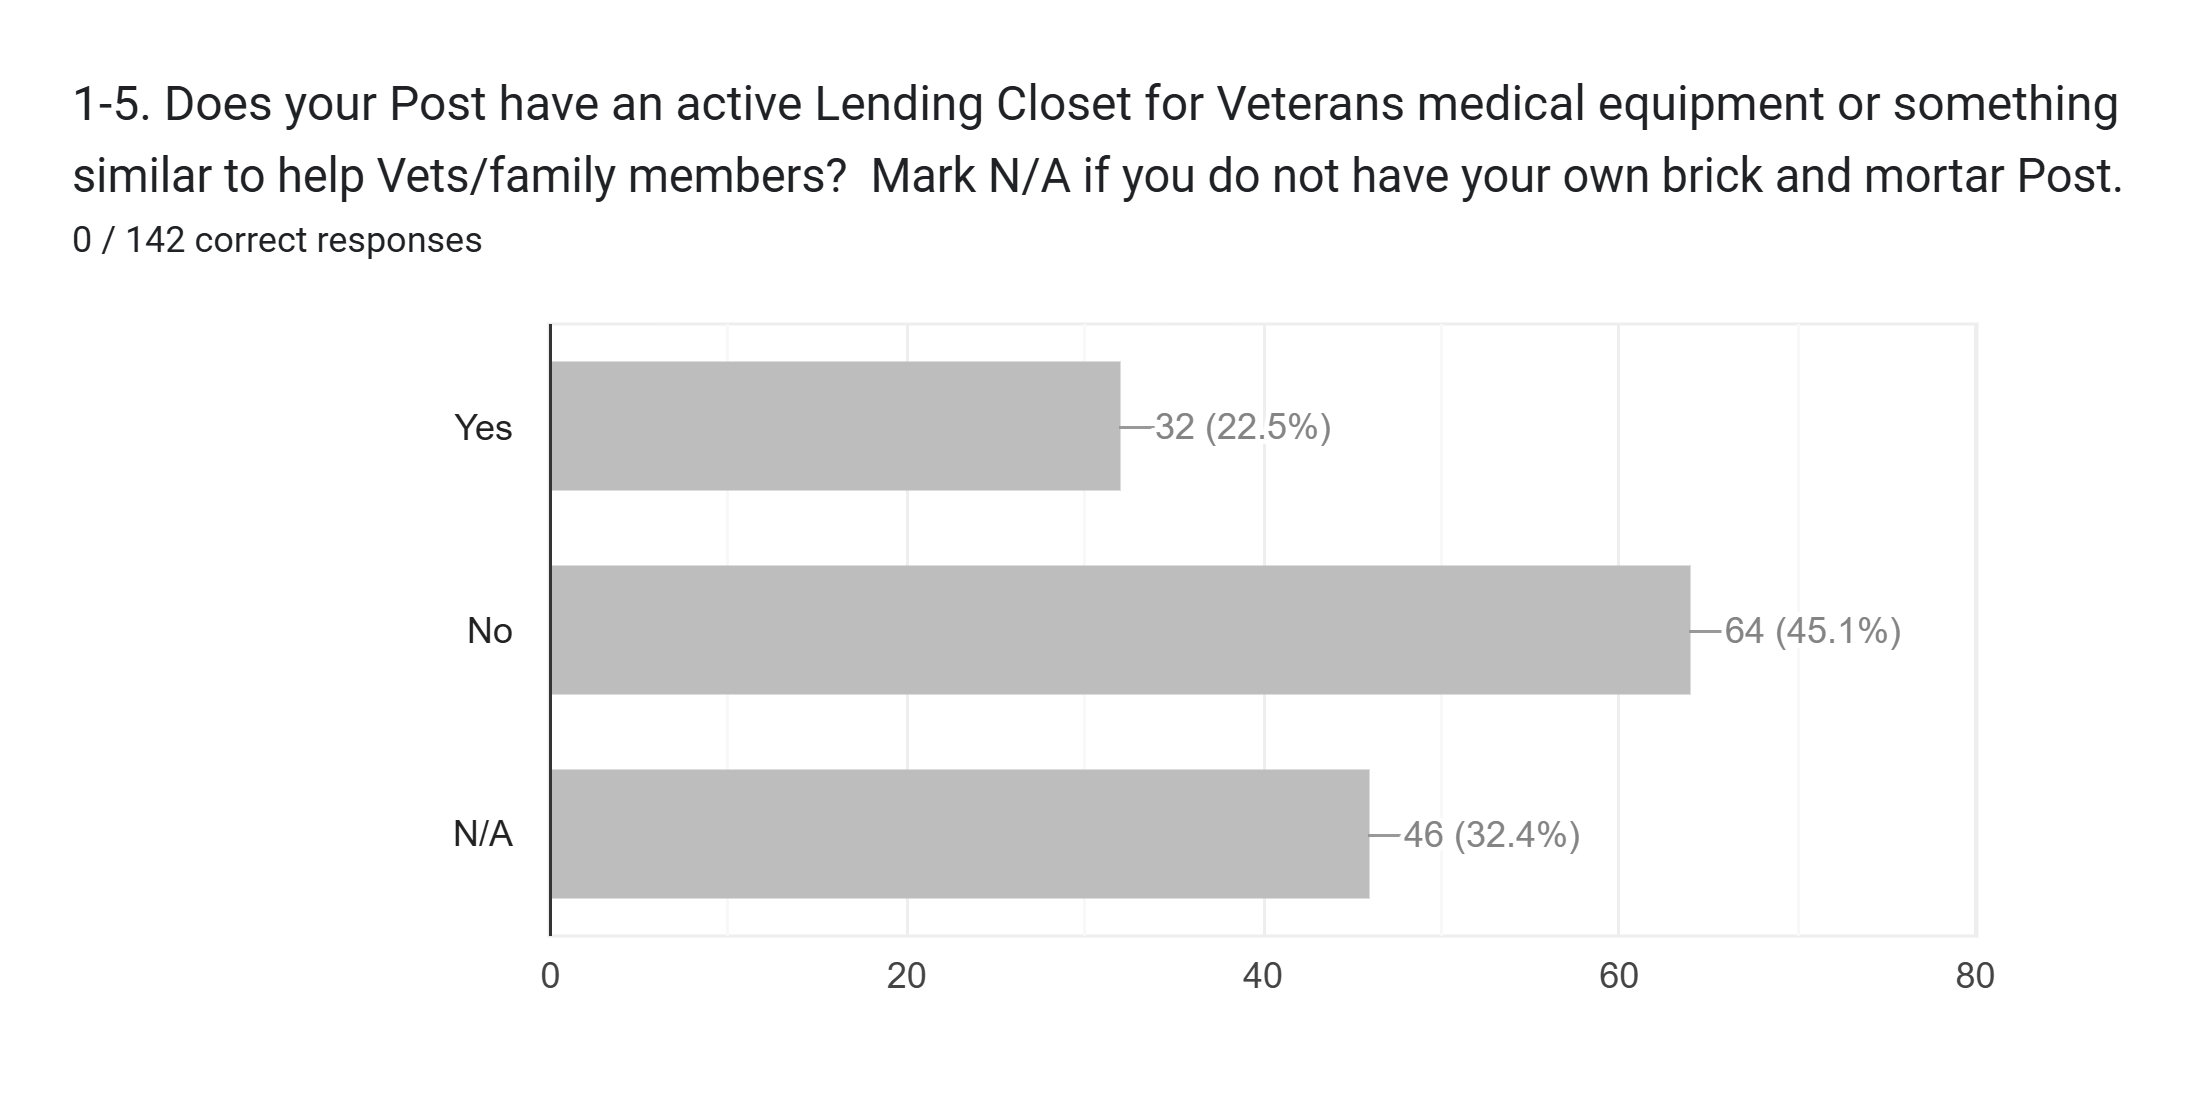 1-5. Does your Post have an active Lending Closet for Veterans medical equipment or something
similar to help Vets/family members?  Mark N/A if you do not have your own brick and mortar Post.
0 / 142 correct responses
Yes
32 (22.5%)
No
64 (45.1%)
N/A
46 (32.4%)
0 20 40 60 80